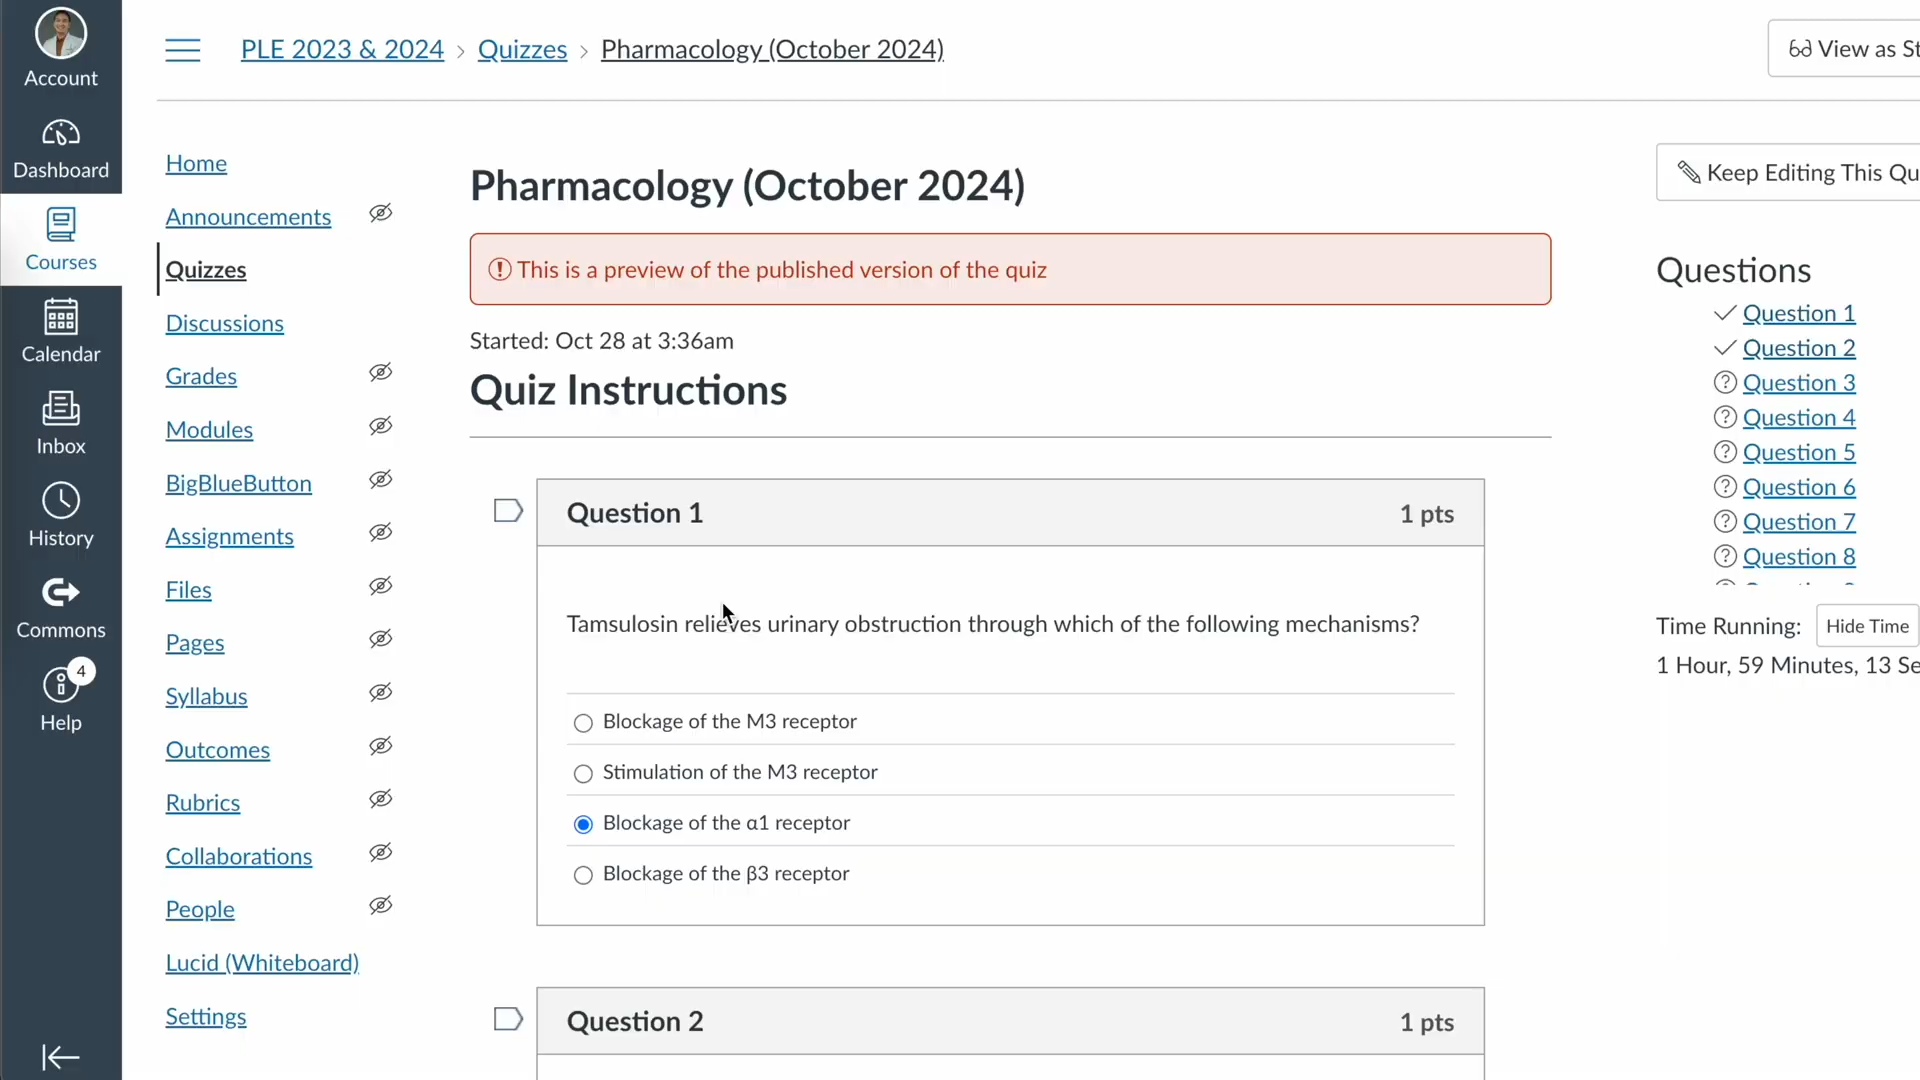 Account
Dashboard
Courses
Calendar
Inbox
History
Commons
4
Help
PLE 2023 & 2024 › Quizzes › Pharmacology (October 2024)
View as St
Home
Announcements
Quizzes
Discussions
Grades
Modules
BigBlueButton
Assignments
Files
Pages
Syllabus
Outcomes
Rubrics
Collaborations
People
Lucid (Whiteboard)
Settings
Pharmacology (October 2024)
This is a preview of the published version of the quiz
Started: Oct 28 at 3:36am
Quiz Instructions
Question 1
1 pts
Tamsulosin relieves urinary obstruction through which of the following mechanisms?
Blockage of the M3 receptor
Stimulation of the M3 receptor
Blockage of the α1 receptor
Blockage of the β3 receptor
Question 2
1 pts
Keep Editing This Qu
Questions
Question 1
Question 2
Question 3
Question 4
Question 5
Question 6
Question 7
Question 8
Time Running:
Hide Time
1 Hour, 59 Minutes, 13 Se